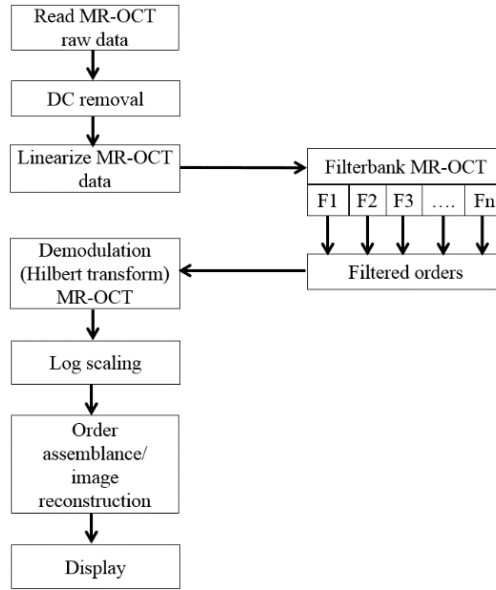 Read MR-OCT
raw data
DC removal
Linearize MR-OCT
data
Filterbank MR-OCT
F1 F2 F3 .... Fn
Filtered orders
Demodulation
(Hilbert transform)
MR-OCT
Log scaling
Order
assemblance/
image
reconstruction
Display